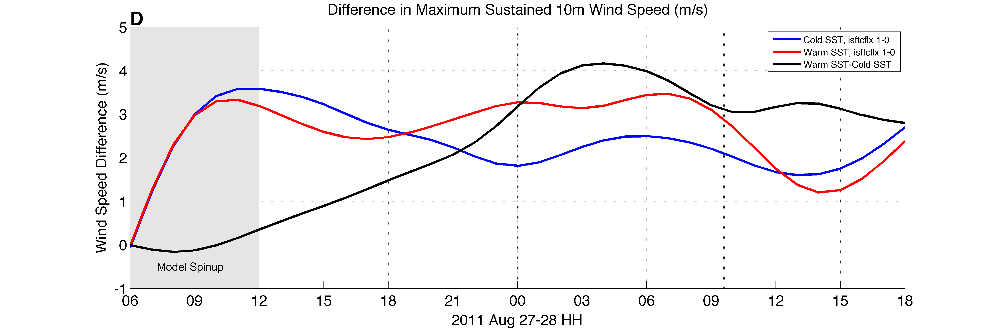 Difference in Maximum Sustained 10m Wind Speed (m/s)
D
Wind Speed Difference (m/s)
5
4
3
2
1
0
-1
Cold SST, isftcflx 1-0
Warm SST, isftcflx 1-0
Warm SST-Cold SST
Model Spinup
06 09 12 15 18 21 00 03 06 09 12 15 18
2011 Aug 27-28 HH